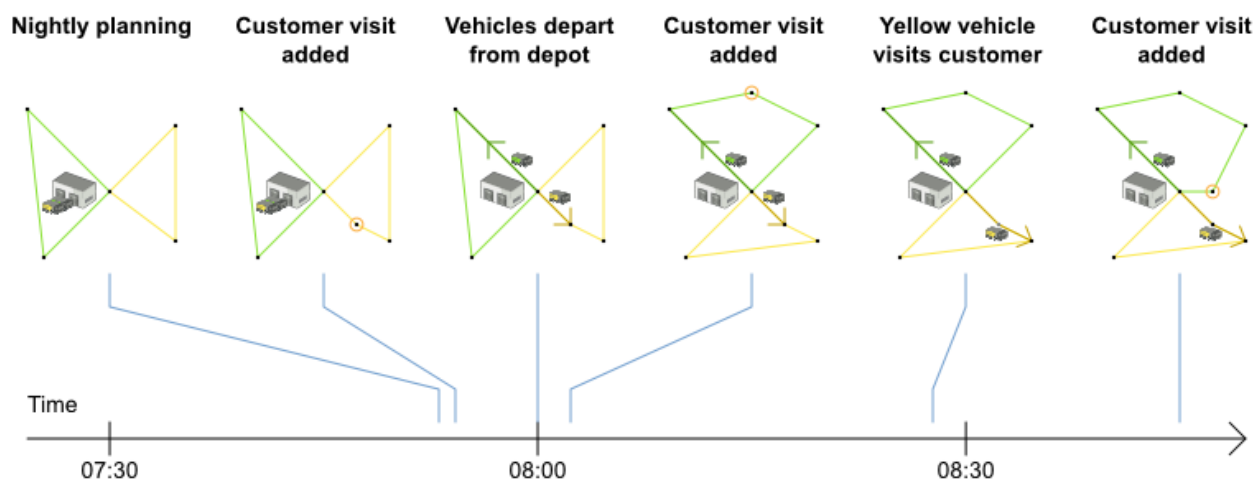 Nightly planning
Customer visit
added
Vehicles depart
from depot
Customer visit
added
Yellow vehicle
visits customer
Customer visit
added
Time
07:30
08:00
08:30